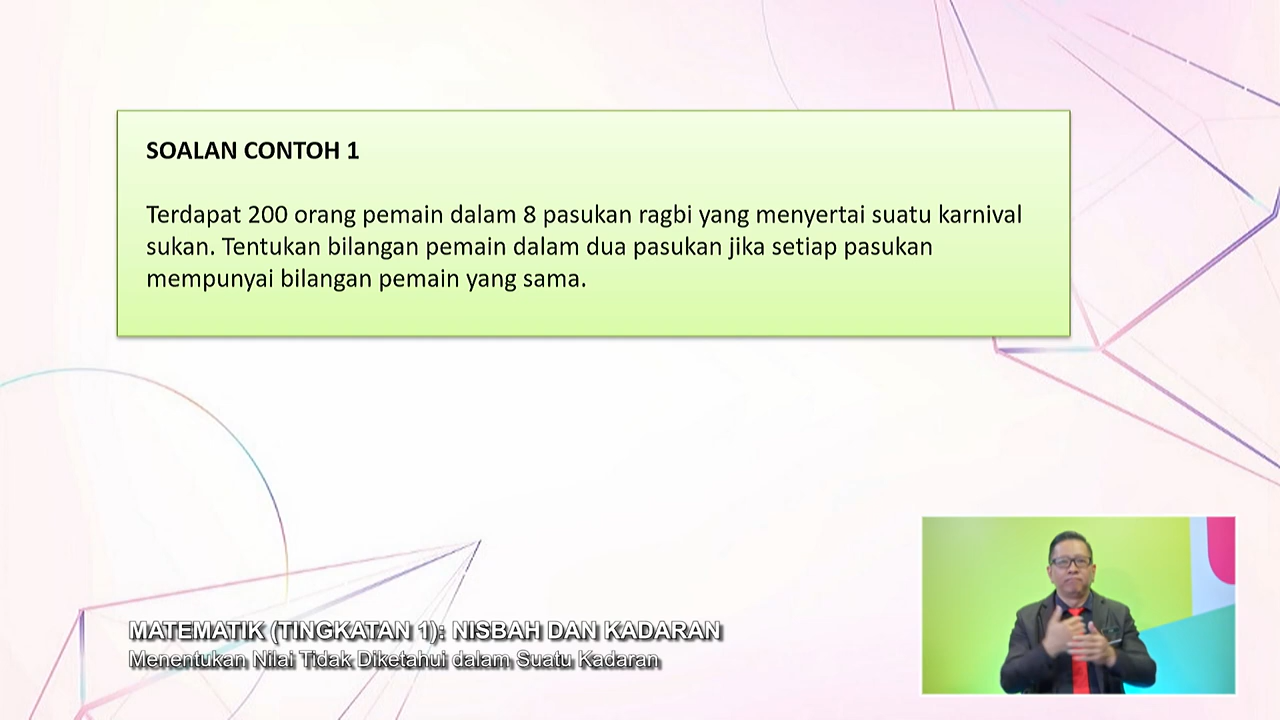 SOALAN CONTOH 1
Terdapat 200 orang pemain dalam 8 pasukan ragbi yang menyertai suatu karnival
sukan. Tentukan bilangan pemain dalam dua pasukan jika setiap pasukan
mempunyai bilangan pemain yang sama.
MATEMATIK (TINGKATAN 1): NISBAH DAN KADARAN
Menentukan Nilai Tidak Diketahui dalam Suatu Kadaran